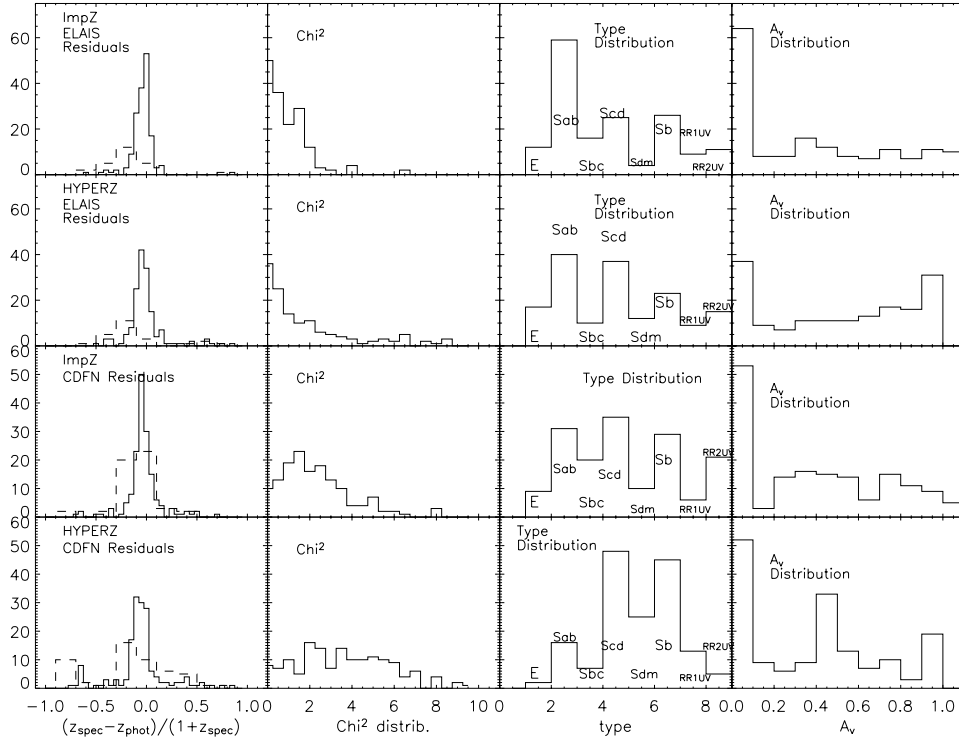 ImpZ
ELAIS
Residuals
Chi²
Type
Distribution
Aᵥ
Distribution
60
40
20
0
E
Sab
Sbc
Scd
Sdm
Sb
RR1UV
RR2UV
HYPERZ
ELAIS
Residuals
Chi²
Type
Distribution
Aᵥ
Distribution
60
40
20
0
E
Sab
Sbc
Scd
Sdm
Sb
RR1UV
RR2UV
ImpZ
CDFN Residuals
Chi²
Type Distribution
Aᵥ
Distribution
60
50
40
30
20
10
0
E
Sab
Sbc
Scd
Sdm
Sb
RR1UV
RR2UV
HYPERZ
CDFN Residuals
Chi²
Type
Distribution
Aᵥ
Distribution
60
50
40
30
20
10
0
E
Sab
Sbc
Scd
Sdm
Sb
RR1UV
RR2UV
−1.0 −0.5 0.0 0.5 1.0
0 2 4 6 8 10
0 2 4 6 8
0.0 0.2 0.4 0.6 0.8 1.0
(z_spec−z_phot)/(1+z_spec)
Chi² distrib.
type
Aᵥ